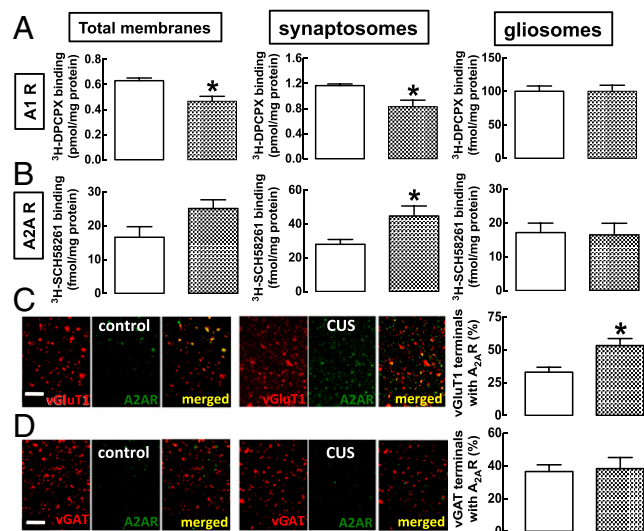 A
Total membranes
synaptosomes
gliosomes
A1 R
³H-DPCPX binding
(pmol/mg protein)
0.8
0.6
0.4
0.2
0.0
*
³H-DPCPX binding
(pmol/mg protein)
1.6
1.2
0.8
0.4
0.0
*
³H-DPCPX binding
(fmol/mg protein)
150
100
50
0
B
A2A R
³H-SCH58261 binding
(fmol/mg protein)
30
20
10
0
³H-SCH58261 binding
(fmol/mg protein)
60
40
20
0
*
³H-SCH58261 binding
(fmol/mg protein)
30
20
10
0
C
control
vGluT1
A2AR
merged
CUS
vGluT1
A2AR
merged
vGluT1 terminals
with A2AR (%)
75
50
25
0
*
D
control
vGAT
A2AR
merged
CUS
vGAT
A2AR
merged
vGAT terminals
with A2AR (%)
60
40
20
0